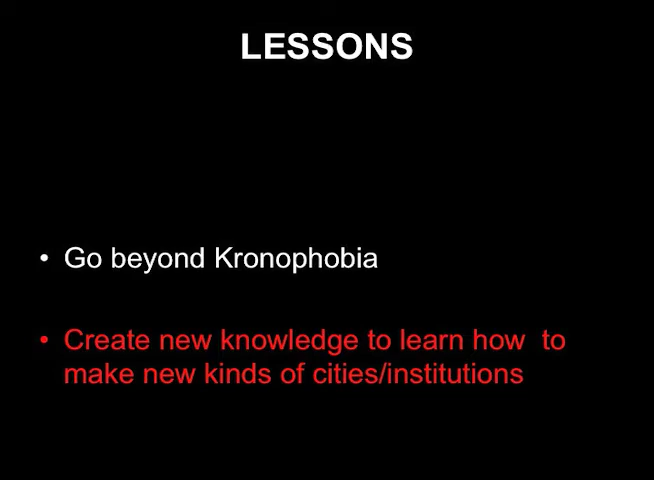 LESSONS
• Go beyond Kronophobia
• Create new knowledge to learn how  to
make new kinds of cities/institutions